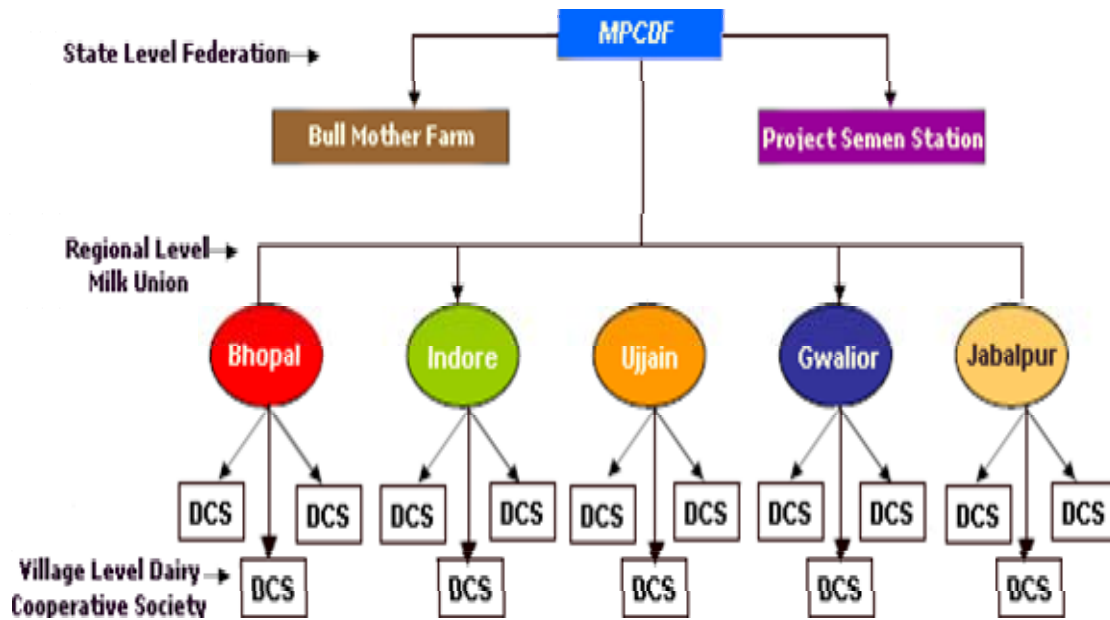 MPCDF
State Level Federation
Bull Mother Farm
Project Semen Station
Regional Level
Milk Union
Bhopal
Indore
Ujjain
Gwalior
Jabalpur
DCS
DCS
DCS
DCS
DCS
DCS
DCS
DCS
DCS
DCS
Village Level Dairy
Cooperative Society
DCS
DCS
DCS
DCS
DCS